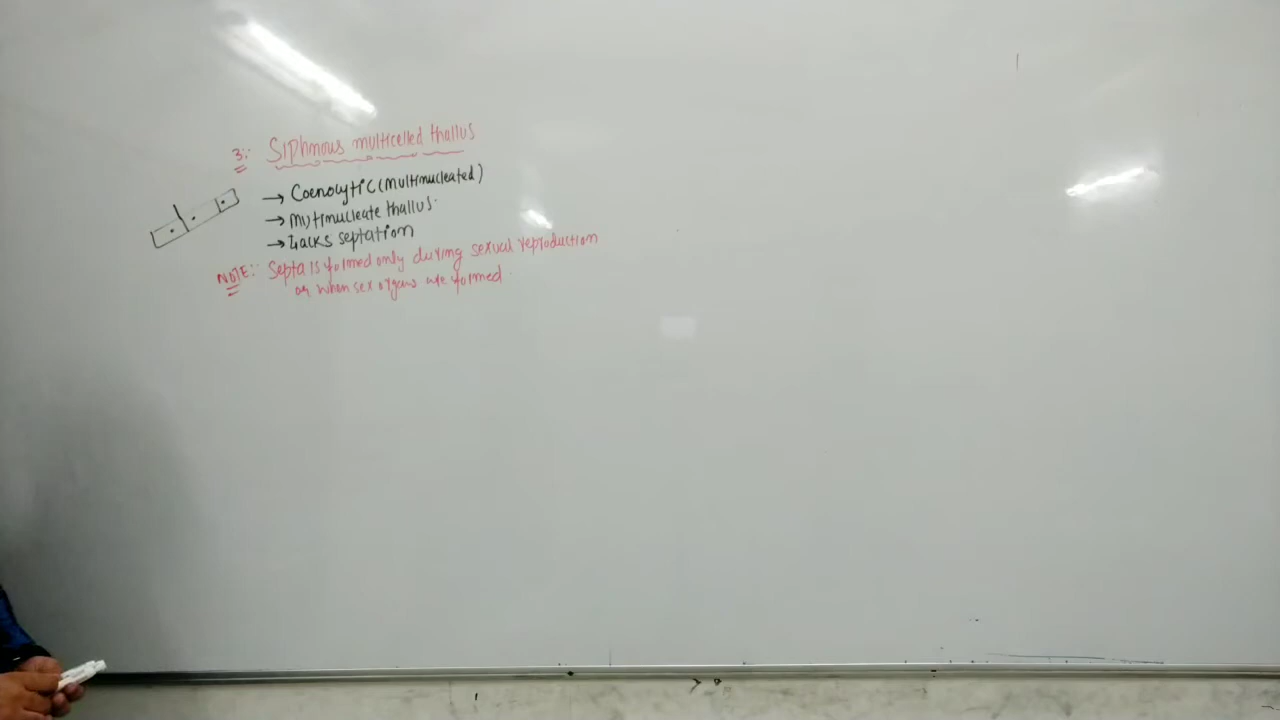 3:- Siphnous multicelled thallus
→ Coenolytic (multinucleated)
→ multinucleate thallus.
→ Lacks septation
NOTE:- Septa is formed only during sexual reproduction
or when sex organs are formed.